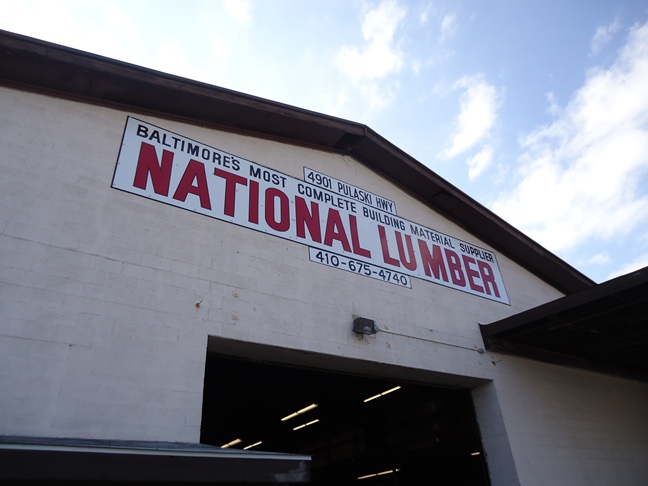 4901 PULASKI HWY
BALTIMORE'S MOST COMPLETE BUILDING MATERIAL SUPPLIER
NATIONAL LUMBER
410-675-4740